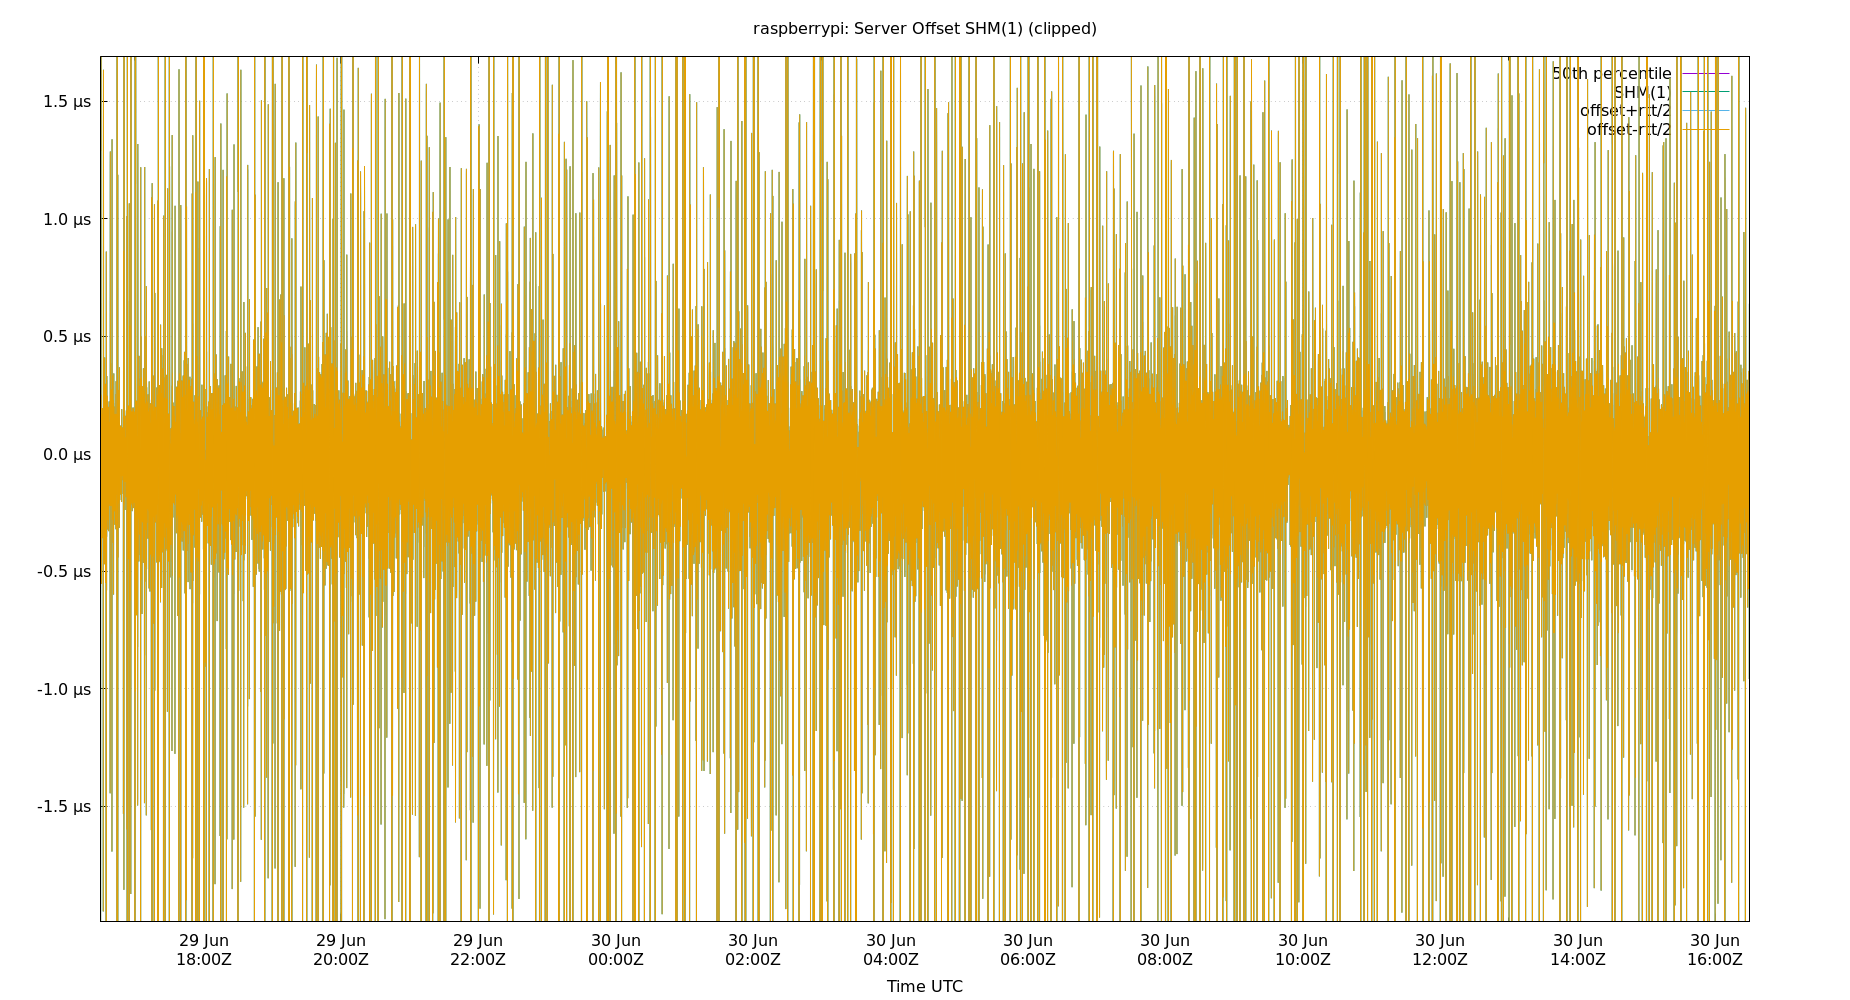 raspberrypi: Server Offset SHM(1) (clipped)
50th percentile
SHM(1)
offset+rtt/2
offset-rtt/2
1.5 µs
1.0 µs
0.5 µs
0.0 µs
-0.5 µs
-1.0 µs
-1.5 µs
29 Jun 29 Jun 29 Jun 30 Jun 30 Jun 30 Jun 30 Jun 30 Jun 30 Jun 30 Jun 30 Jun 30 Jun
18:00Z 20:00Z 22:00Z 00:00Z 02:00Z 04:00Z 06:00Z 08:00Z 10:00Z 12:00Z 14:00Z 16:00Z
Time UTC